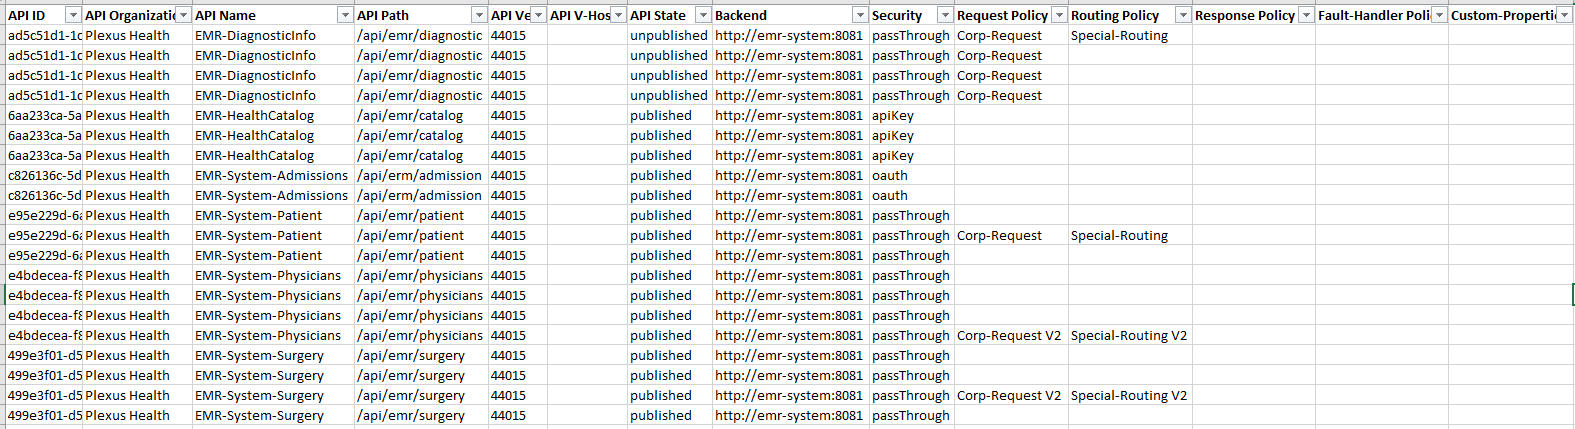 API ID API Organizatio API Name API Path API Ve API V-Hos API State Backend Security Request Policy Routing Policy Response Policy Fault-Handler Poli Custom-Propertie
ad5c51d1-1c Plexus Health EMR-DiagnosticInfo /api/emr/diagnostic 44015 unpublished http://emr-system:8081 passThrough Corp-Request Special-Routing
ad5c51d1-1c Plexus Health EMR-DiagnosticInfo /api/emr/diagnostic 44015 unpublished http://emr-system:8081 passThrough Corp-Request
ad5c51d1-1c Plexus Health EMR-DiagnosticInfo /api/emr/diagnostic 44015 unpublished http://emr-system:8081 passThrough Corp-Request
ad5c51d1-1c Plexus Health EMR-DiagnosticInfo /api/emr/diagnostic 44015 unpublished http://emr-system:8081 passThrough Corp-Request
6aa233ca-5a Plexus Health EMR-HealthCatalog /api/emr/catalog 44015 published http://emr-system:8081 apiKey
6aa233ca-5a Plexus Health EMR-HealthCatalog /api/emr/catalog 44015 published http://emr-system:8081 apiKey
6aa233ca-5a Plexus Health EMR-HealthCatalog /api/emr/catalog 44015 published http://emr-system:8081 apiKey
c826136c-5d Plexus Health EMR-System-Admissions /api/erm/admission 44015 published http://emr-system:8081 oauth
c826136c-5d Plexus Health EMR-System-Admissions /api/erm/admission 44015 published http://emr-system:8081 oauth
e95e229d-6a Plexus Health EMR-System-Patient /api/emr/patient 44015 published http://emr-system:8081 passThrough
e95e229d-6a Plexus Health EMR-System-Patient /api/emr/patient 44015 published http://emr-system:8081 passThrough Corp-Request Special-Routing
e95e229d-6a Plexus Health EMR-System-Patient /api/emr/patient 44015 published http://emr-system:8081 passThrough
e4bdecea-f8 Plexus Health EMR-System-Physicians /api/emr/physicians 44015 published http://emr-system:8081 passThrough
e4bdecea-f8 Plexus Health EMR-System-Physicians /api/emr/physicians 44015 published http://emr-system:8081 passThrough
e4bdecea-f8 Plexus Health EMR-System-Physicians /api/emr/physicians 44015 published http://emr-system:8081 passThrough
e4bdecea-f8 Plexus Health EMR-System-Physicians /api/emr/physicians 44015 published http://emr-system:8081 passThrough Corp-Request V2 Special-Routing V2
499e3f01-d5 Plexus Health EMR-System-Surgery /api/emr/surgery 44015 published http://emr-system:8081 passThrough
499e3f01-d5 Plexus Health EMR-System-Surgery /api/emr/surgery 44015 published http://emr-system:8081 passThrough
499e3f01-d5 Plexus Health EMR-System-Surgery /api/emr/surgery 44015 published http://emr-system:8081 passThrough Corp-Request V2 Special-Routing V2
499e3f01-d5 Plexus Health EMR-System-Surgery /api/emr/surgery 44015 published http://emr-system:8081 passThrough